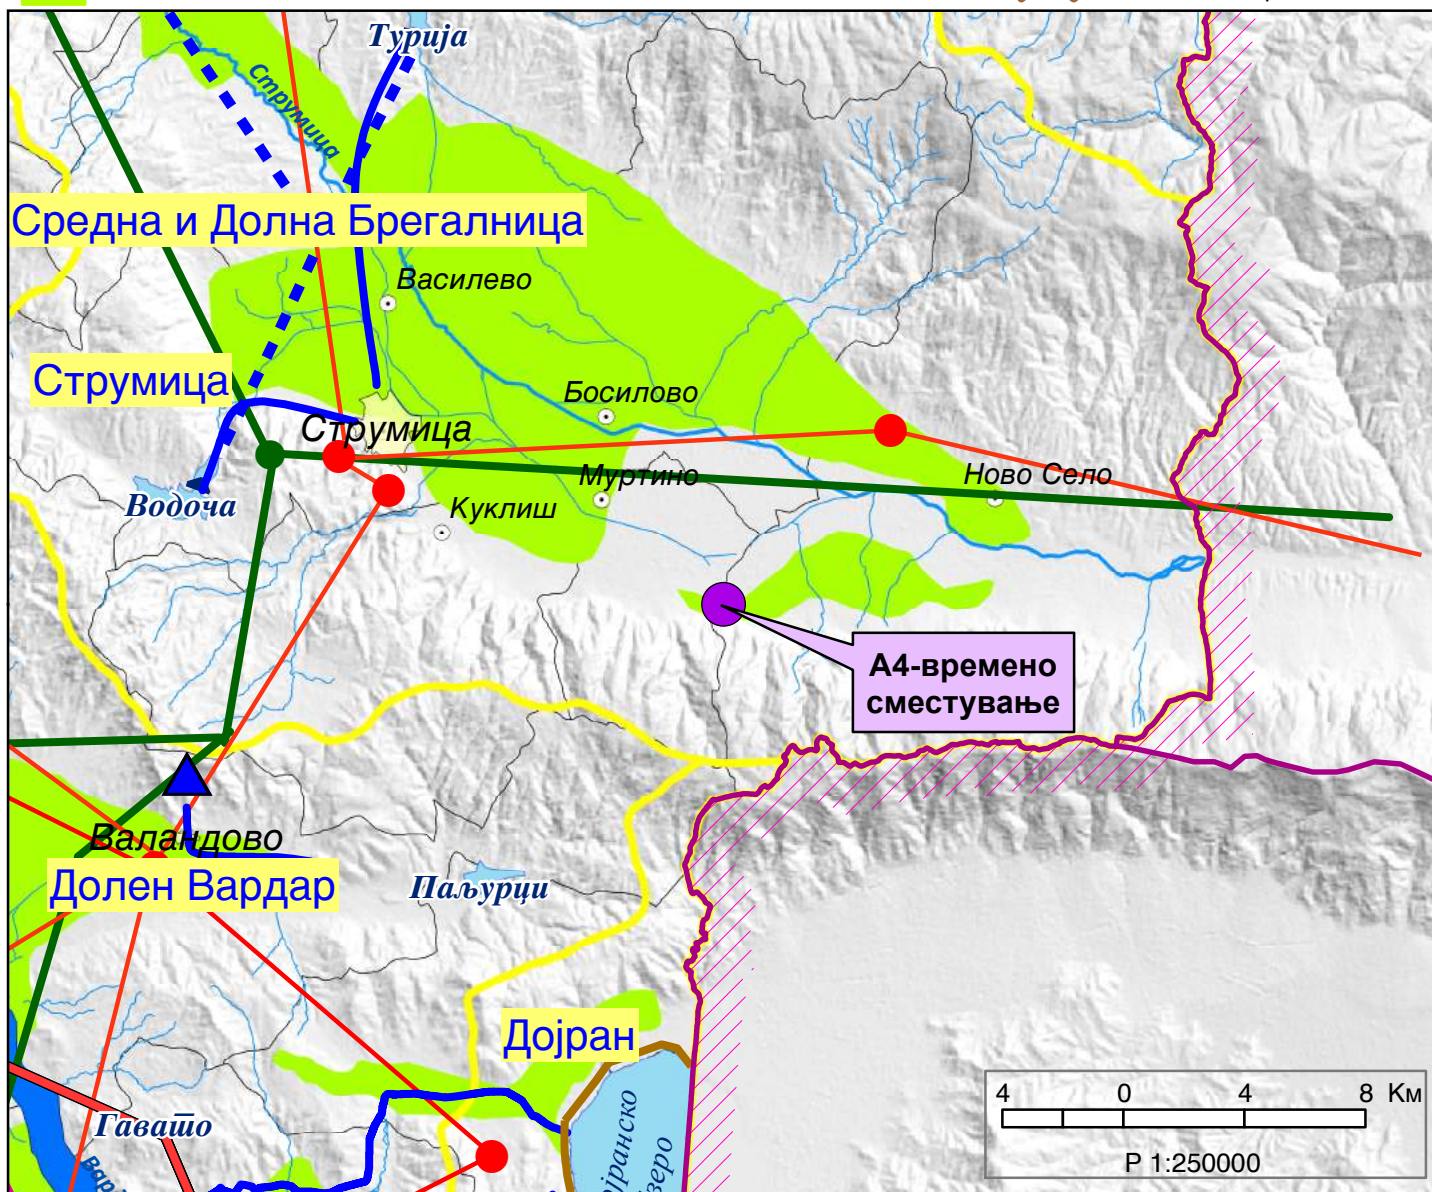 Турија
Струмица
Средна и Долна Брегалница
Василево
Струмица
Босилово
Струмица
Муртино
Ново Село
Водоча
Куклиш
А4-времено
сместување
Валандово
Долен Вардар
Паљурци
Дојран
4 0 4 8 Км
Гавато
Р 1:250000